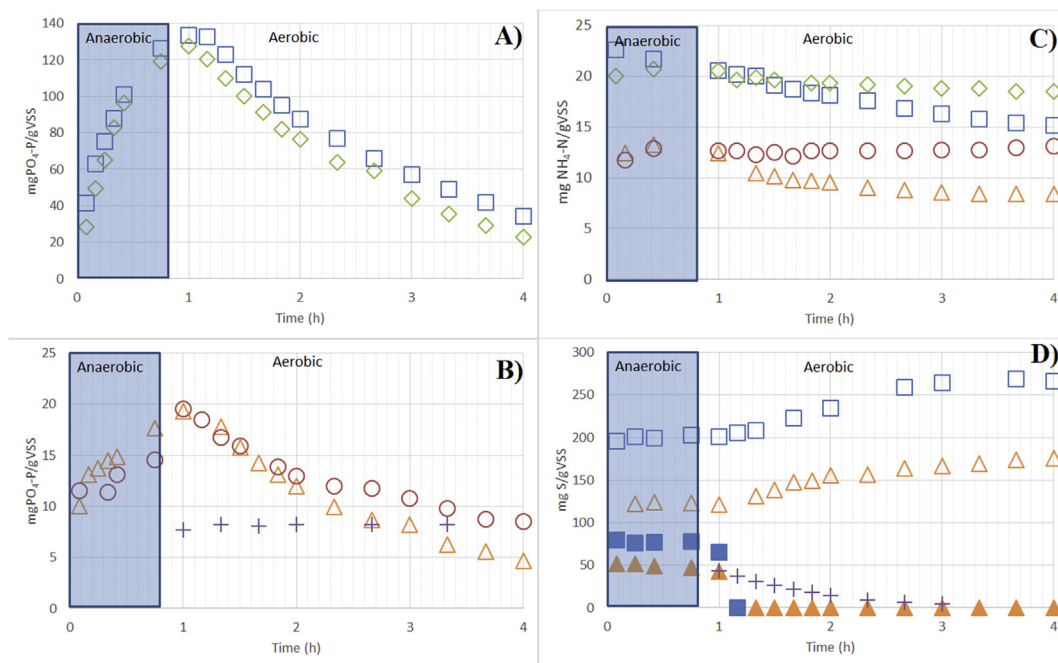 A)
Anaerobic
Aerobic
mgPO4-P/gVSS
140
120
100
80
60
40
20
0
0
1
2
3
4
Time (h)
B)
Anaerobic
Aerobic
mgPO4-P/gVSS
25
20
15
10
5
0
0
1
2
3
4
Time (h)
C)
Anaerobic
Aerobic
mg NH4-N/gVSS
25
20
15
10
5
0
0
1
2
3
4
Time (h)
D)
Anaerobic
Aerobic
mg S/gVSS
300
250
200
150
100
50
0
0
1
2
3
4
Time (h)